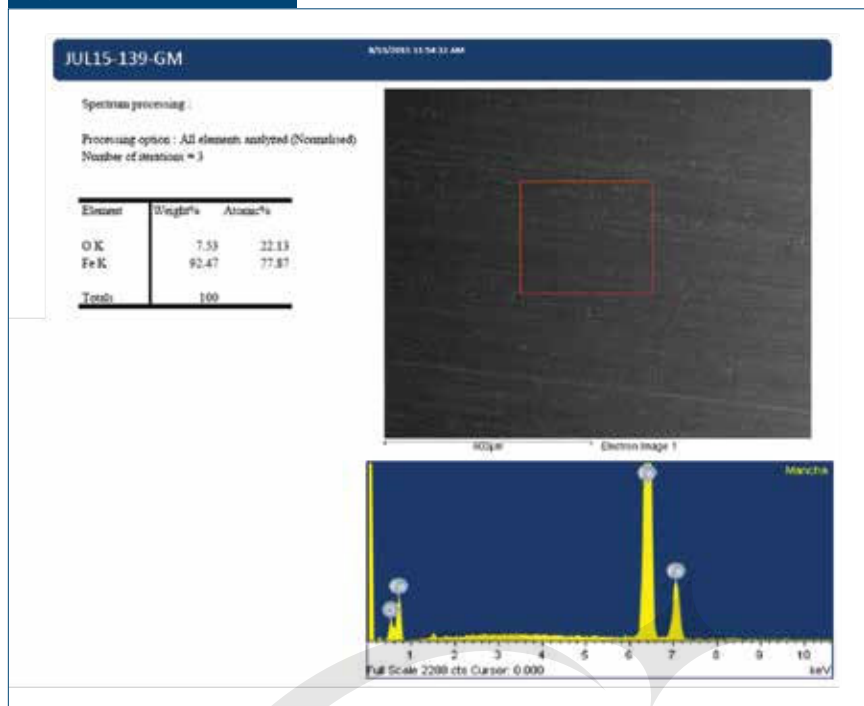 JUL15-139-GM
Spectrum processing :
Processing option : All elements analyzed (Normalised)
Number of iterations = 3
Element Weight% Atomic%
O K 7.53 22.13
Fe K 92.47 77.87
Totals 100
Electron Image 1
Mancha
1 2 3 4 5 6 7 8 9 10
Full Scale 2288 cts Cursor: 0.000 keV